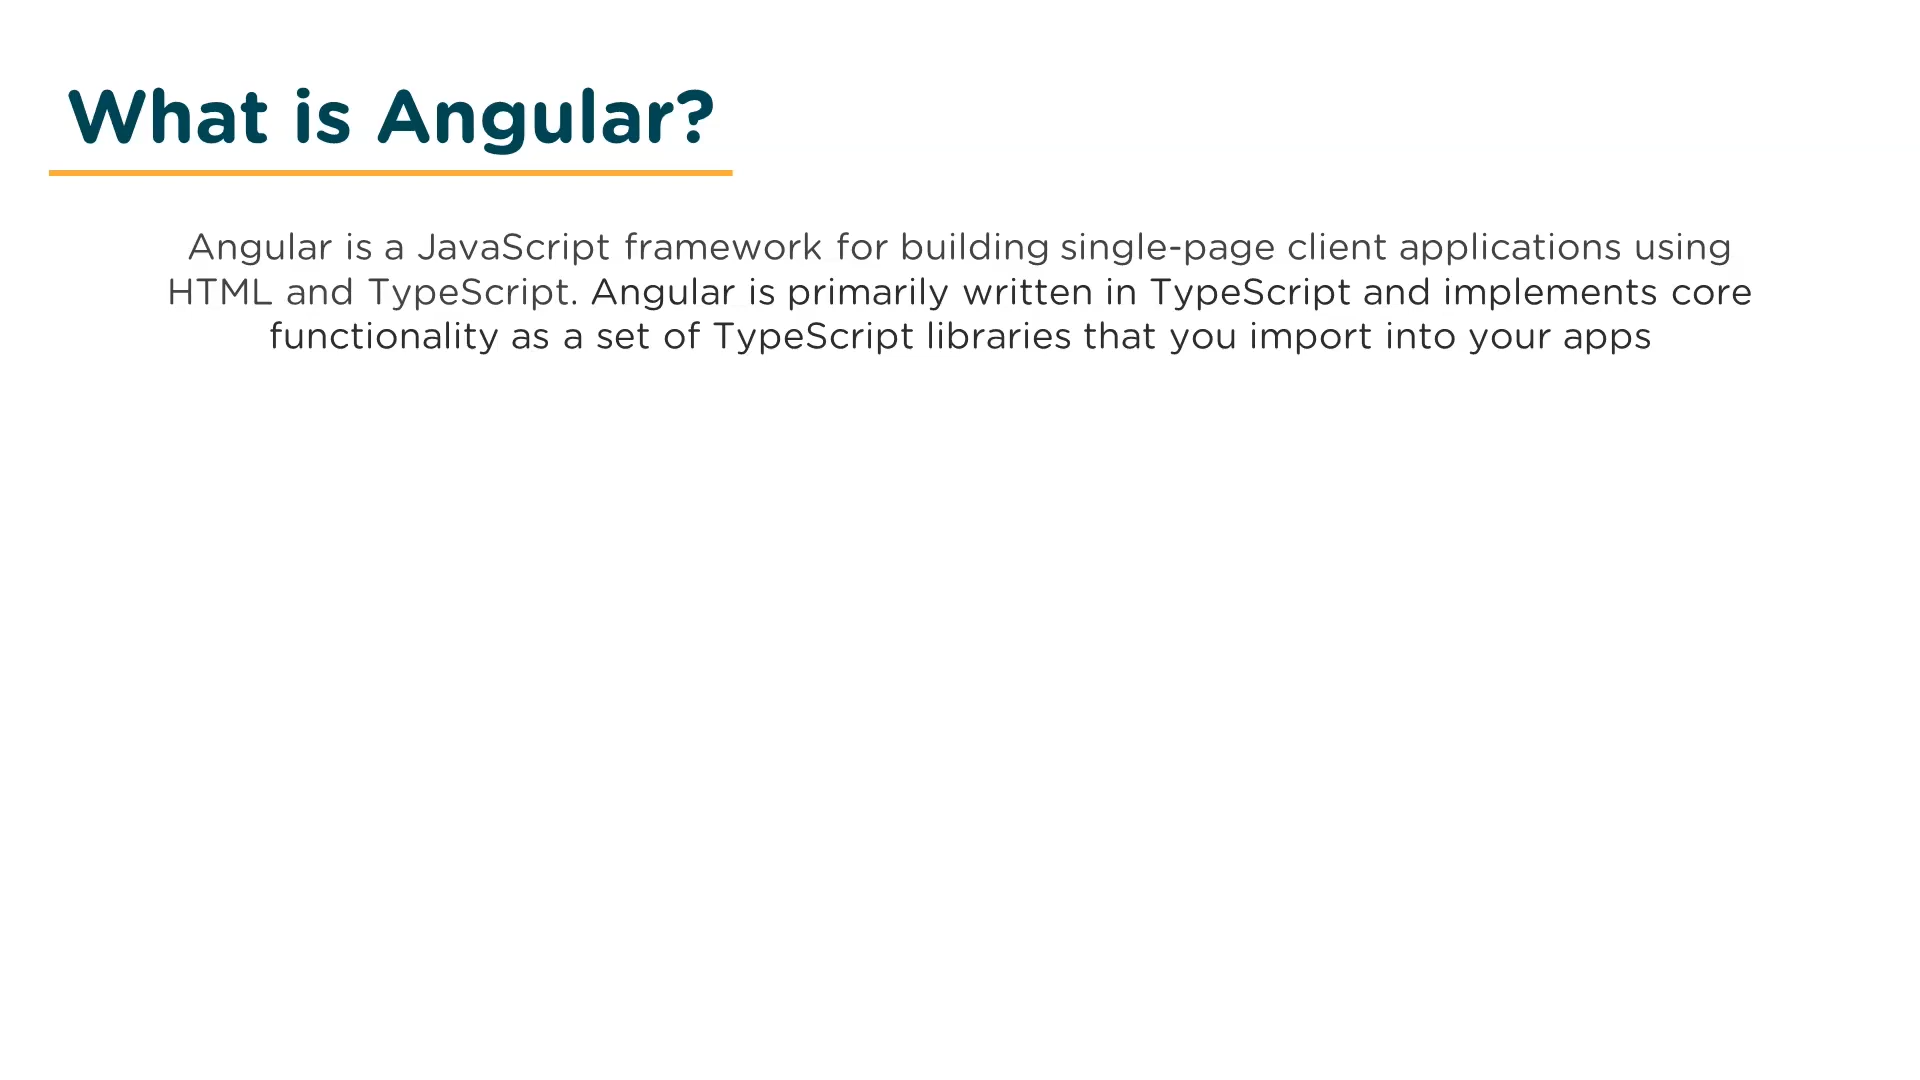 What is Angular?
Angular is a JavaScript framework for building single-page client applications using
HTML and TypeScript. Angular is primarily written in TypeScript and implements core
functionality as a set of TypeScript libraries that you import into your apps